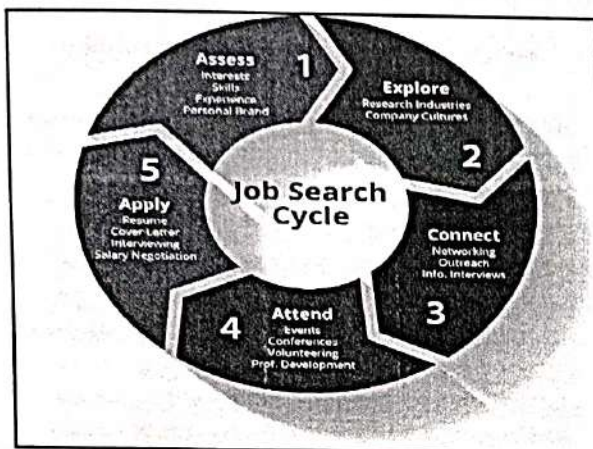 Job Search
Cycle
1
Assess
Interests
Skills
Experience
Personal Brand
2
Explore
Research Industries
Company Cultures
3
Connect
Networking
Outreach
Info. Interviews
4
Attend
Events
Conferences
Volunteering
Prof. Development
5
Apply
Resume
Cover Letter
Interviewing
Salary Negotiation